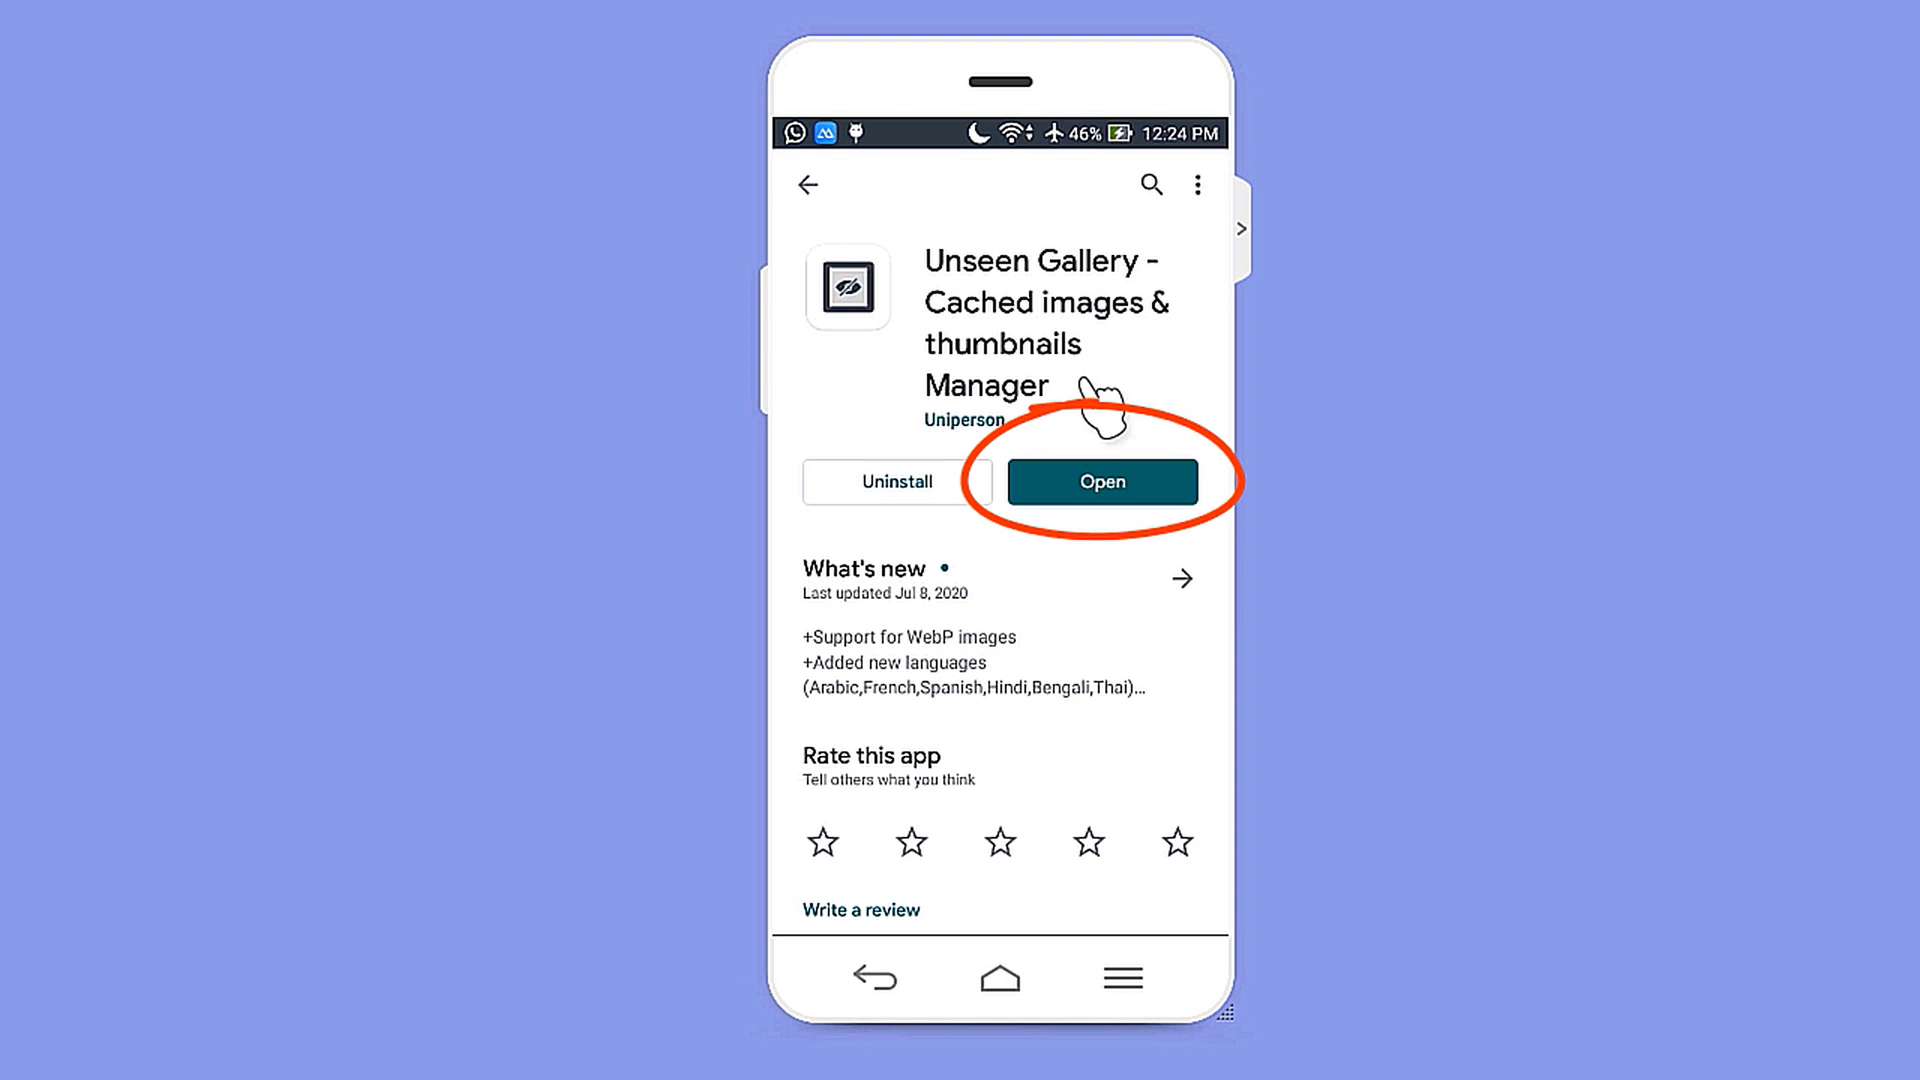 46% 12:24 PM
Unseen Gallery -
Cached images &
thumbnails
Manager
Uniperson
Uninstall Open
What's new
Last updated Jul 8, 2020
+Support for WebP images
+Added new languages
(Arabic,French,Spanish,Hindi,Bengali,Thai)...
Rate this app
Tell others what you think
Write a review